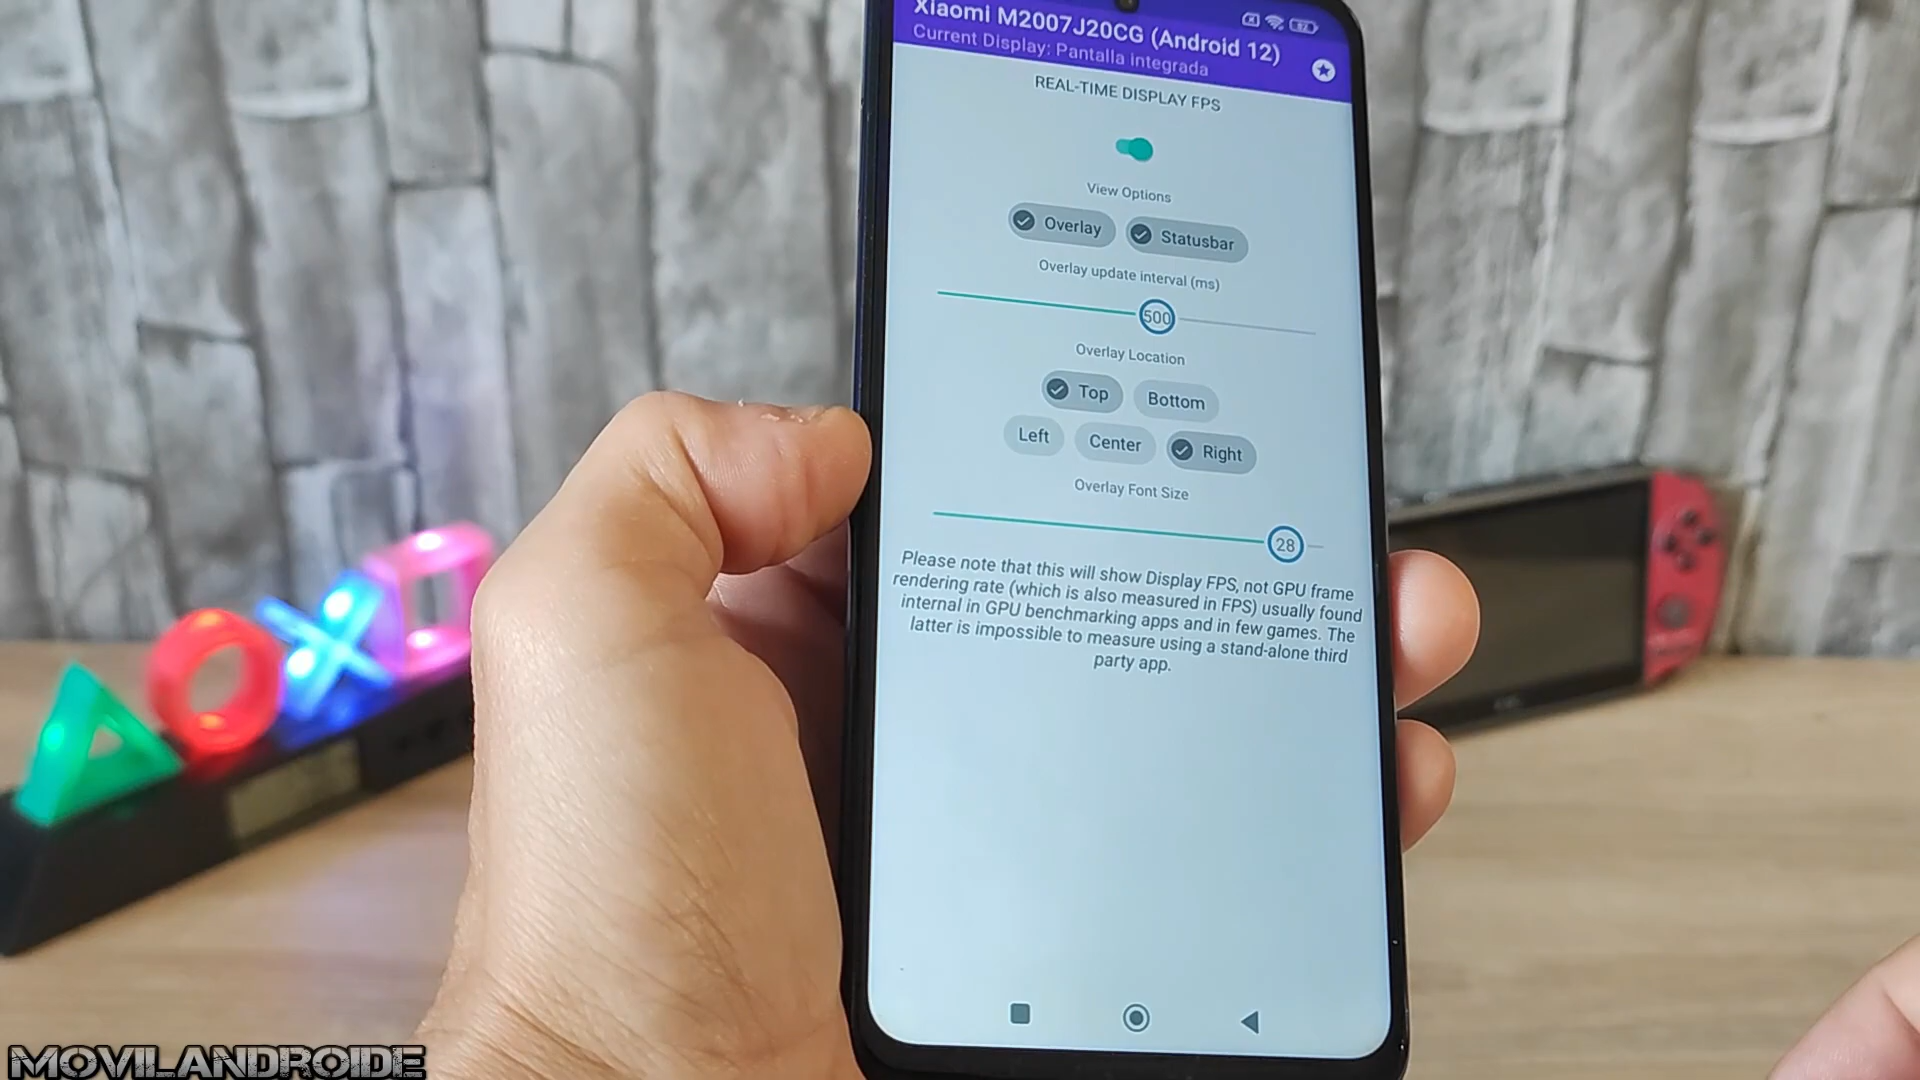 Xiaomi M2007J20CG (Android 12)
Current Display: Pantalla integrada
REAL-TIME DISPLAY FPS
View Options
Overlay
Statusbar
Overlay update interval (ms)
500
Overlay Location
Top
Bottom
Left
Center
Right
Overlay Font Size
28
Please note that this will show Display FPS, not GPU frame
rendering rate (which is also measured in FPS) usually found
internal in GPU benchmarking apps and in few games. The
latter is impossible to measure using a stand-alone third
party app.
MOVILANDROIDE